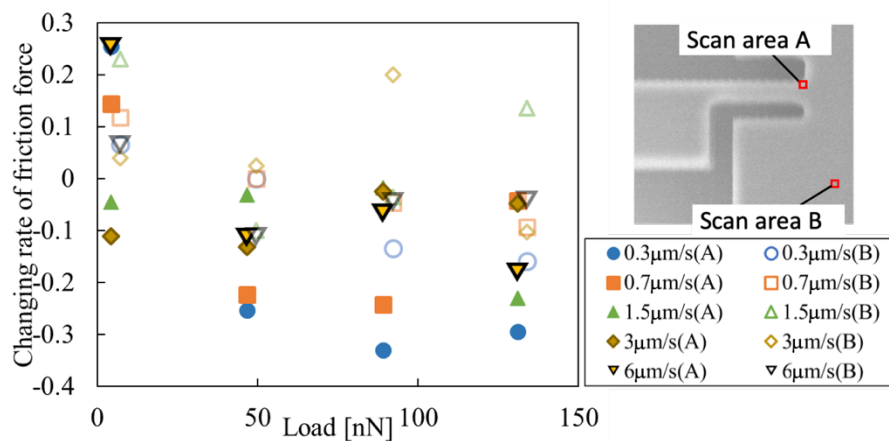 Changing rate of friction force
0.3
0.2
0.1
0
-0.1
-0.2
-0.3
-0.4
0
50
100
150
Load [nN]
Scan area A
Scan area B
0.3μm/s(A)
0.3μm/s(B)
0.7μm/s(A)
0.7μm/s(B)
1.5μm/s(A)
1.5μm/s(B)
3μm/s(A)
3μm/s(B)
6μm/s(A)
6μm/s(B)